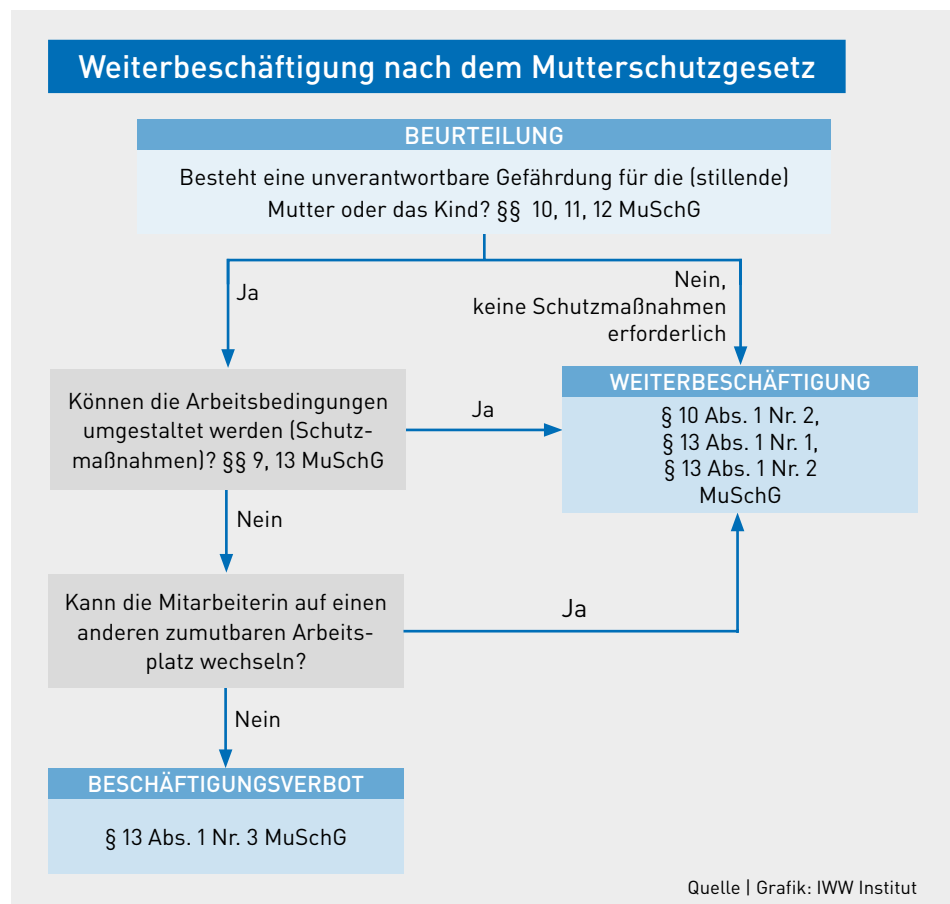 Weiterbeschäftigung nach dem Mutterschutzgesetz
BEURTEILUNG
Besteht eine unverantwortbare Gefährdung für die (stillende)
Mutter oder das Kind? §§ 10, 11, 12 MuSchG
Ja
Nein,
keine Schutzmaßnahmen
erforderlich
Können die Arbeitsbedingungen
umgestaltet werden (Schutz-
maßnahmen)? §§ 9, 13 MuSchG
Ja
WEITERBESCHÄFTIGUNG
§ 10 Abs. 1 Nr. 2,
§ 13 Abs. 1 Nr. 1,
§ 13 Abs. 1 Nr. 2
MuSchG
Nein
Kann die Mitarbeiterin auf einen
anderen zumutbaren Arbeits-
platz wechseln?
Ja
Nein
BESCHÄFTIGUNGSVERBOT
§ 13 Abs. 1 Nr. 3 MuSchG
Quelle | Grafik: IWW Institut